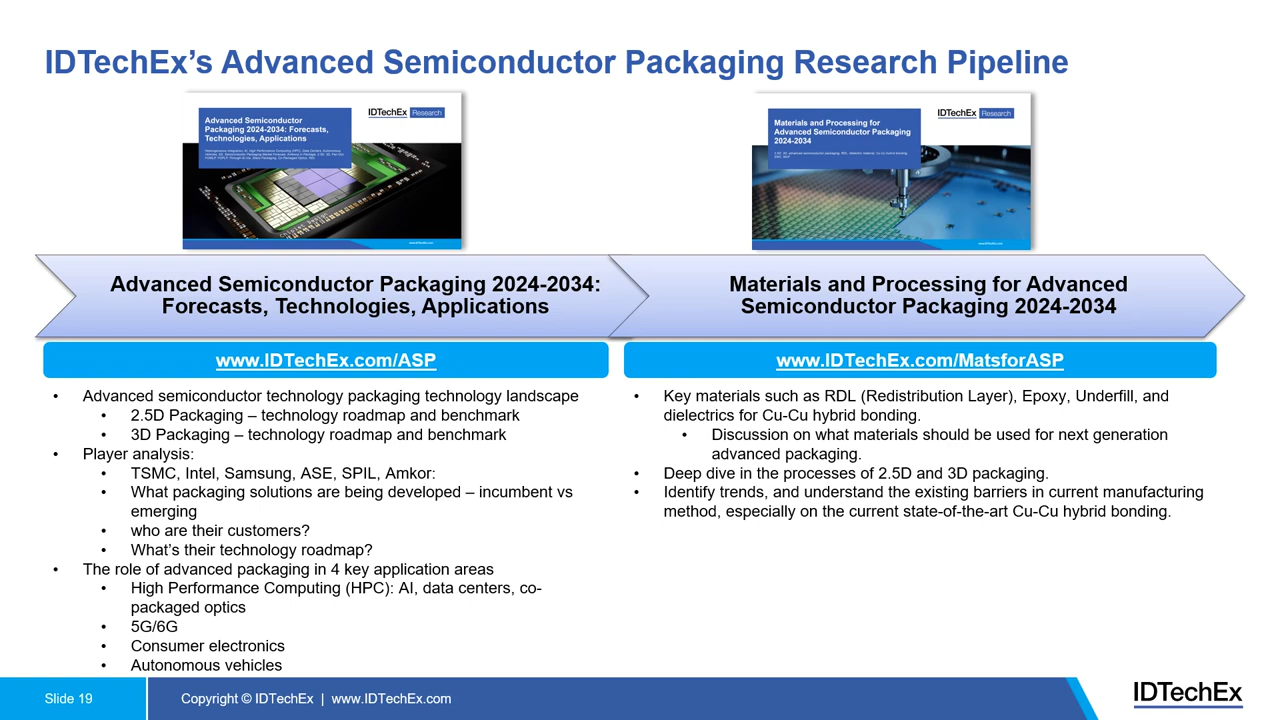 IDTechEx’s Advanced Semiconductor Packaging Research Pipeline
IDTechEx Research
Advanced Semiconductor
Packaging 2024-2034: Forecasts,
Technologies, Applications
www.IDTechEx.com
IDTechEx Research
Materials and Processing for
Advanced Semiconductor Packaging
2024-2034
www.IDTechEx.com
Advanced Semiconductor Packaging 2024-2034:
Forecasts, Technologies, Applications
Materials and Processing for Advanced
Semiconductor Packaging 2024-2034
www.IDTechEx.com/ASP
• Advanced semiconductor technology packaging technology landscape
• 2.5D Packaging – technology roadmap and benchmark
• 3D Packaging – technology roadmap and benchmark
• Player analysis:
• TSMC, Intel, Samsung, ASE, SPIL, Amkor:
• What packaging solutions are being developed – incumbent vs
emerging
• who are their customers?
• What’s their technology roadmap?
• The role of advanced packaging in 4 key application areas
• High Performance Computing (HPC): AI, data centers, co-
packaged optics
• 5G/6G
• Consumer electronics
• Autonomous vehicles
www.IDTechEx.com/MatsforASP
• Key materials such as RDL (Redistribution Layer), Epoxy, Underfill, and
dielectrics for Cu-Cu hybrid bonding.
• Discussion on what materials should be used for next generation
advanced packaging.
• Deep dive in the processes of 2.5D and 3D packaging.
• Identify trends, and understand the existing barriers in current manufacturing
method, especially on the current state-of-the-art Cu-Cu hybrid bonding.
Slide 19
Copyright © IDTechEx | www.IDTechEx.com
IDTechEx